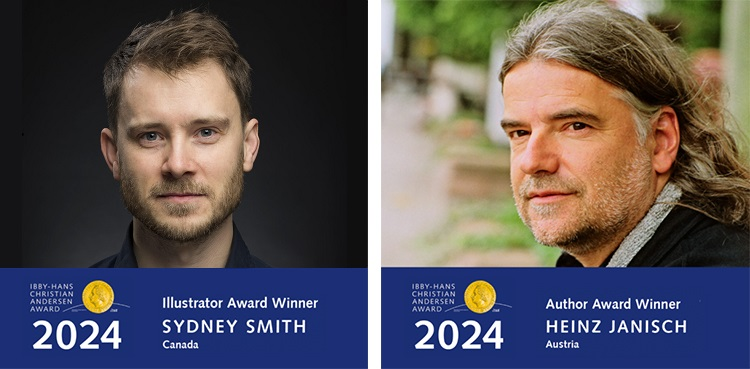 IBBY-HANS
CHRISTIAN
ANDERSEN
AWARD
2024
Illustrator Award Winner
SYDNEY SMITH
Canada
IBBY-HANS
CHRISTIAN
ANDERSEN
AWARD
2024
Author Award Winner
HEINZ JANISCH
Austria